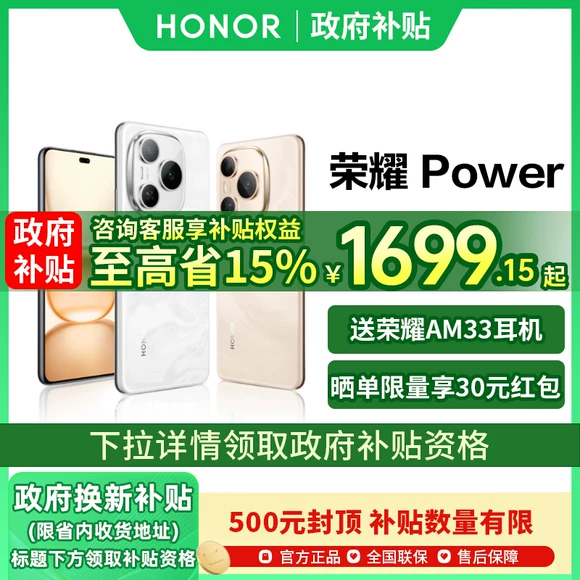 HONOR 政府补贴
荣耀 Power
政府
补贴
咨询客服享补贴权益
至高省15%
¥1699.15起
送荣耀AM33耳机
晒单限量享30元红包
HONOR
HONOR
下拉详情领取政府补贴资格
政府换新补贴
(限省内收货地址)
标题下方领取补贴资格
500元封顶 补贴数量有限
官方正品 全国联保 售后保障